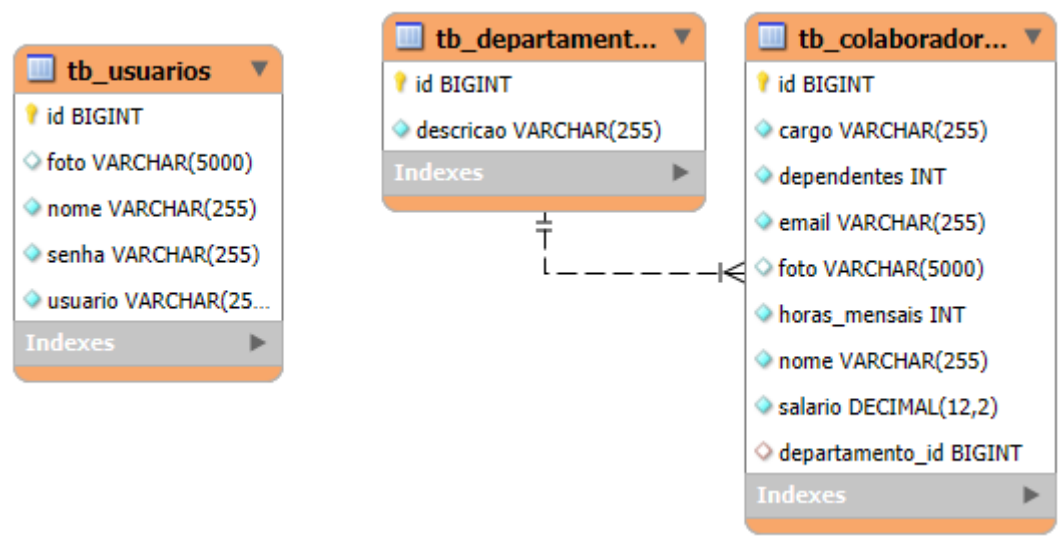 tb_usuarios
id BIGINT
foto VARCHAR(5000)
nome VARCHAR(255)
senha VARCHAR(255)
usuario VARCHAR(25...
Indexes
tb_departament...
id BIGINT
descricao VARCHAR(255)
Indexes
tb_colaborador...
id BIGINT
cargo VARCHAR(255)
dependentes INT
email VARCHAR(255)
foto VARCHAR(5000)
horas_mensais INT
nome VARCHAR(255)
salario DECIMAL(12,2)
departamento_id BIGINT
Indexes